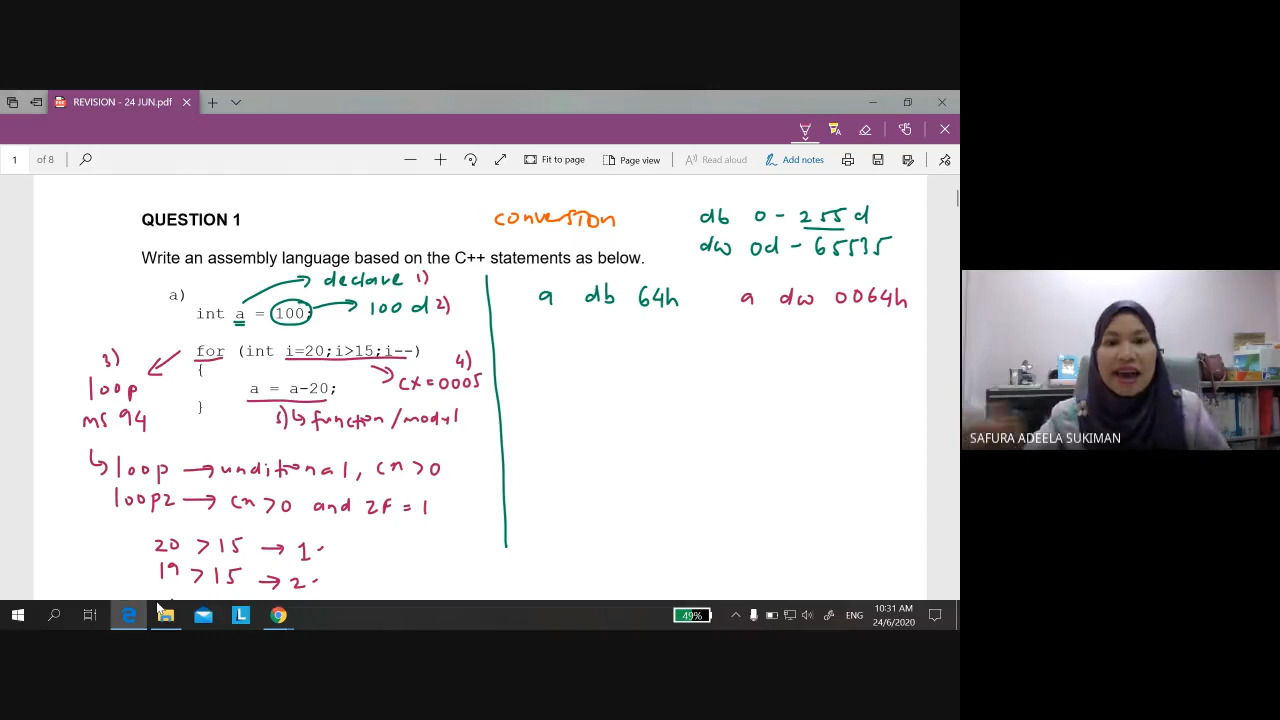 REVISION - 24 JUN.pdf
1 of 8
Fit to page
Page view
Read aloud
Add notes
QUESTION 1
conversion
db 0 - 255 d
dw 0d - 65535
Write an assembly language based on the C++ statements as below.
declare 1)
a)
int a = 100;
100 d 2)
a db 64h
a dw 0064h
for (int i=20;i>15;i--)
3)
loop
ms 94
{
4)
cx = 0005
a = a-20;
}
5) function / modul
loop → unditional, cx > 0
loopz → cx > 0 and ZF = 1
20 > 15 → 1
19 > 15 → 2
SAFURA ADEELA SUKIMAN
49%
ENG
10:31 AM
24/6/2020